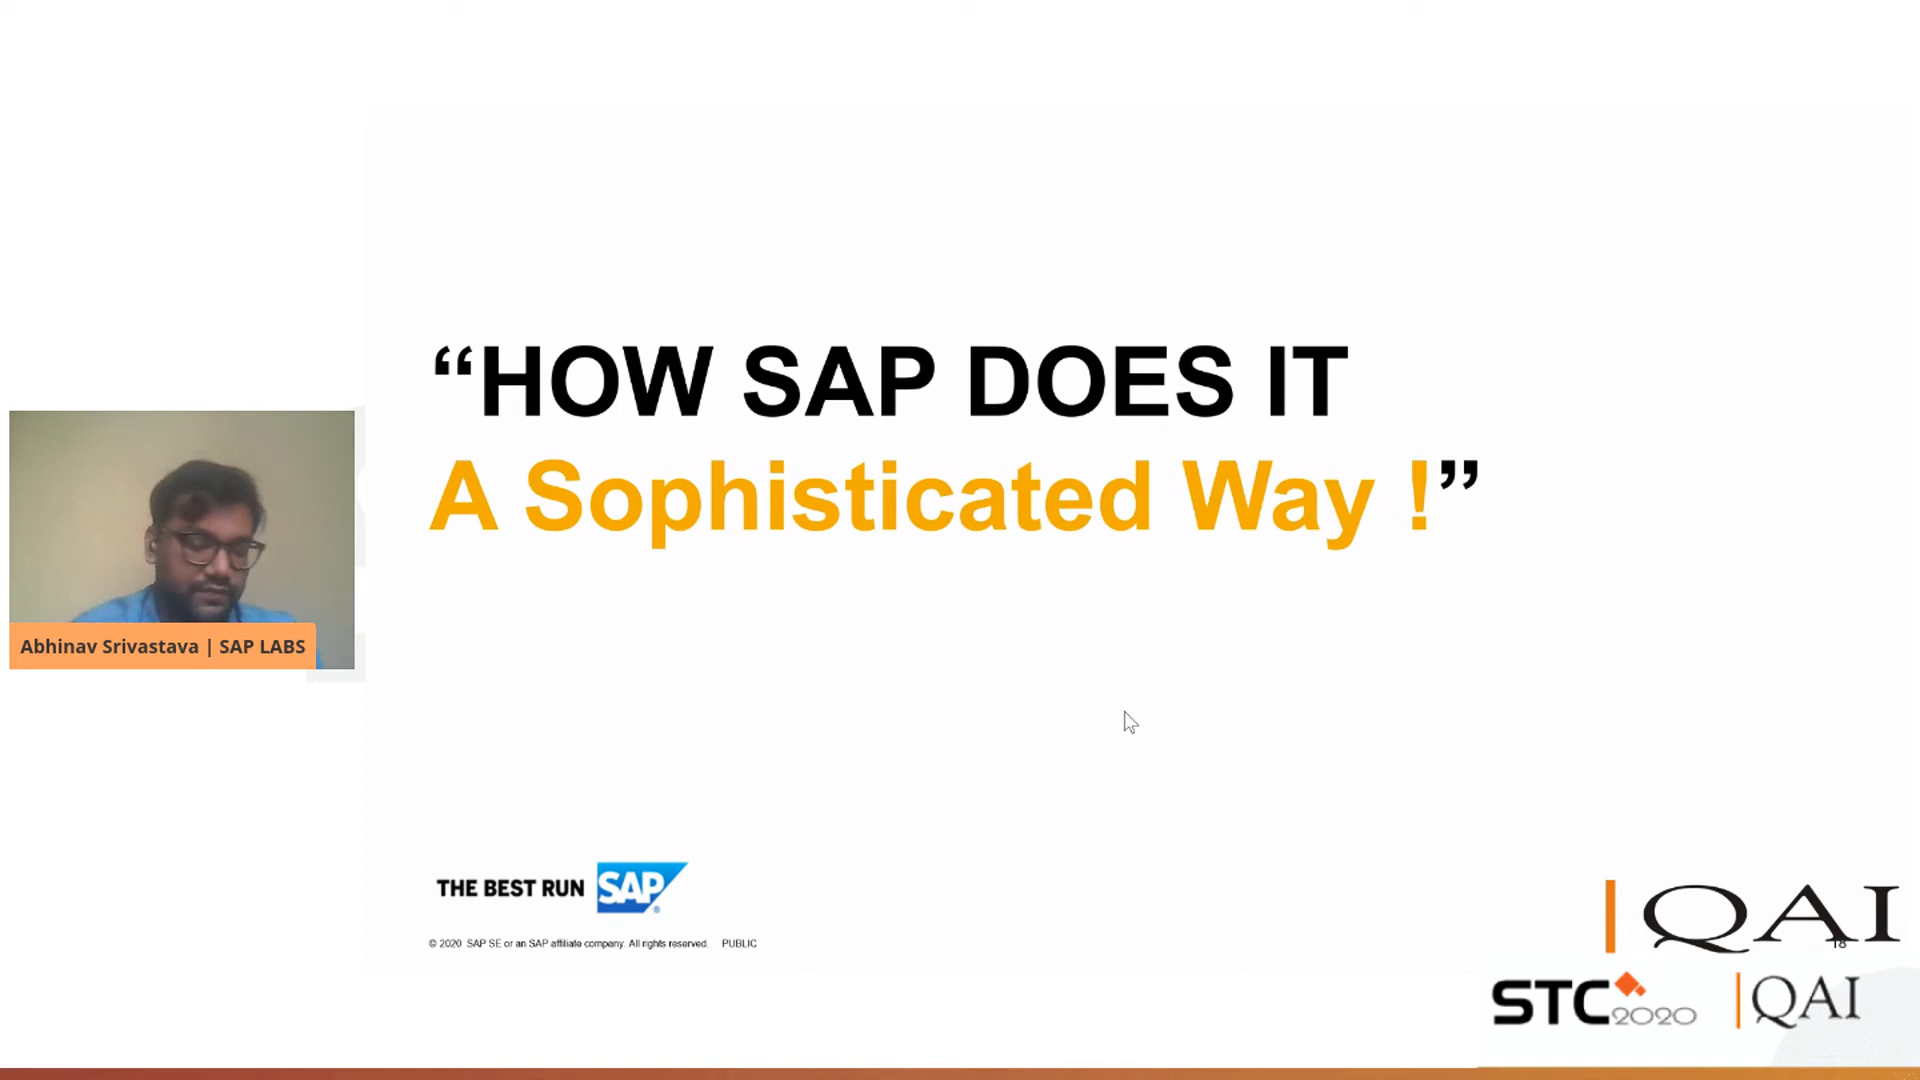 “HOW SAP DOES IT
A Sophisticated Way !”
Abhinav Srivastava | SAP LABS
THE BEST RUN SAP®
© 2020 SAP SE or an SAP affiliate company. All rights reserved. PUBLIC
QAI
18
STC 2020
QAI